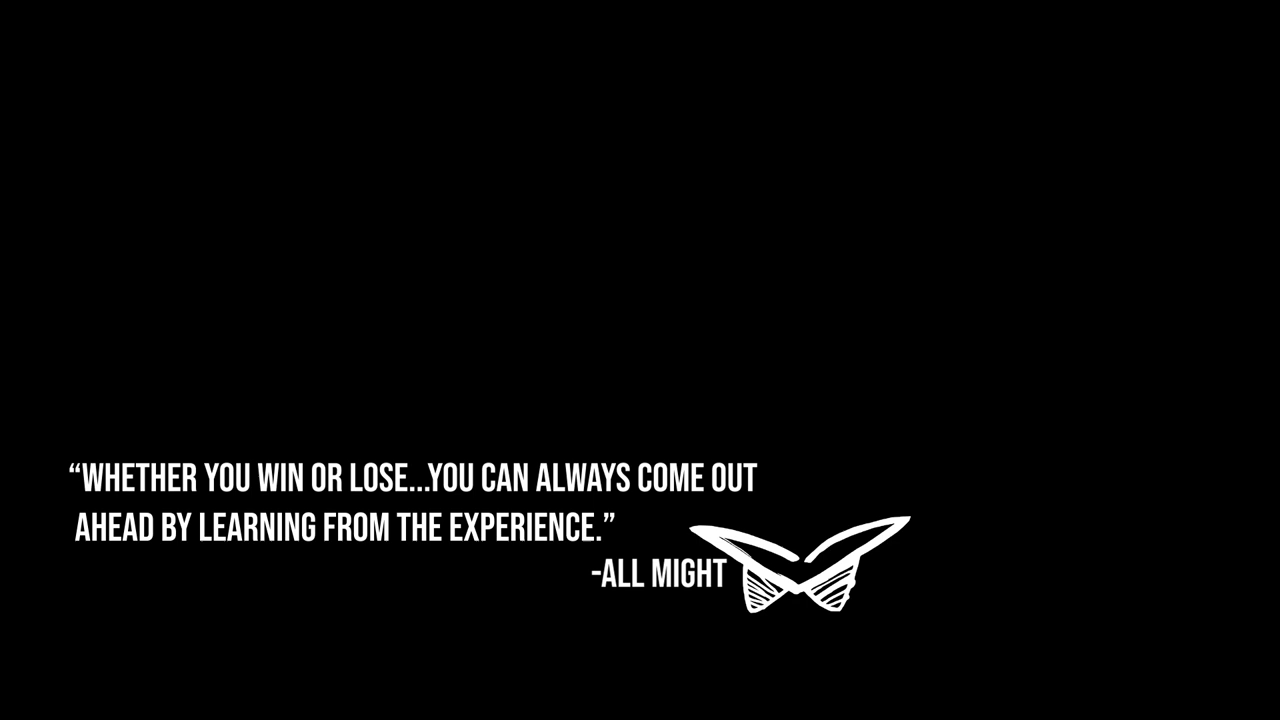 “WHETHER YOU WIN OR LOSE...YOU CAN ALWAYS COME OUT
AHEAD BY LEARNING FROM THE EXPERIENCE.”
-ALL MIGHT